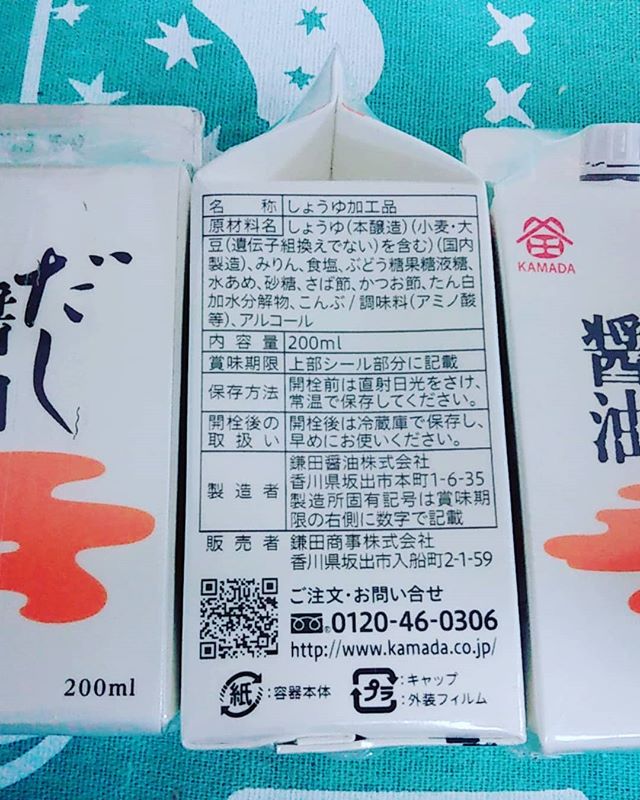 だし
醤油
200ml
名称 しょうゆ加工品
原材料名 しょうゆ(本醸造)(小麦・大
豆(遺伝子組換えでない)を含む)(国内
製造)、みりん、食塩、ぶどう糖果糖液糖、
水あめ、砂糖、さば節、かつお節、たん白
加水分解物、こんぶ/調味料(アミノ酸
等)、アルコール
内容量 200ml
賞味期限 上部シール部分に記載
保存方法 開栓前は直射日光をさけ、
常温で保存してください。
開栓後の取扱い 開栓後は冷蔵庫で保存し、
早めにお使いください。
製造者 鎌田醤油株式会社
香川県坂出市本町1-6-35
製造所固有記号は賞味期
限の右側に数字で記載
販売者 鎌田商事株式会社
香川県坂出市入船町2-1-59
ご注文・お問い合せ
0120-46-0306
http://www.kamada.co.jp/
紙:容器本体
プラ:キャップ
:外装フィルム
KAMADA
醤油